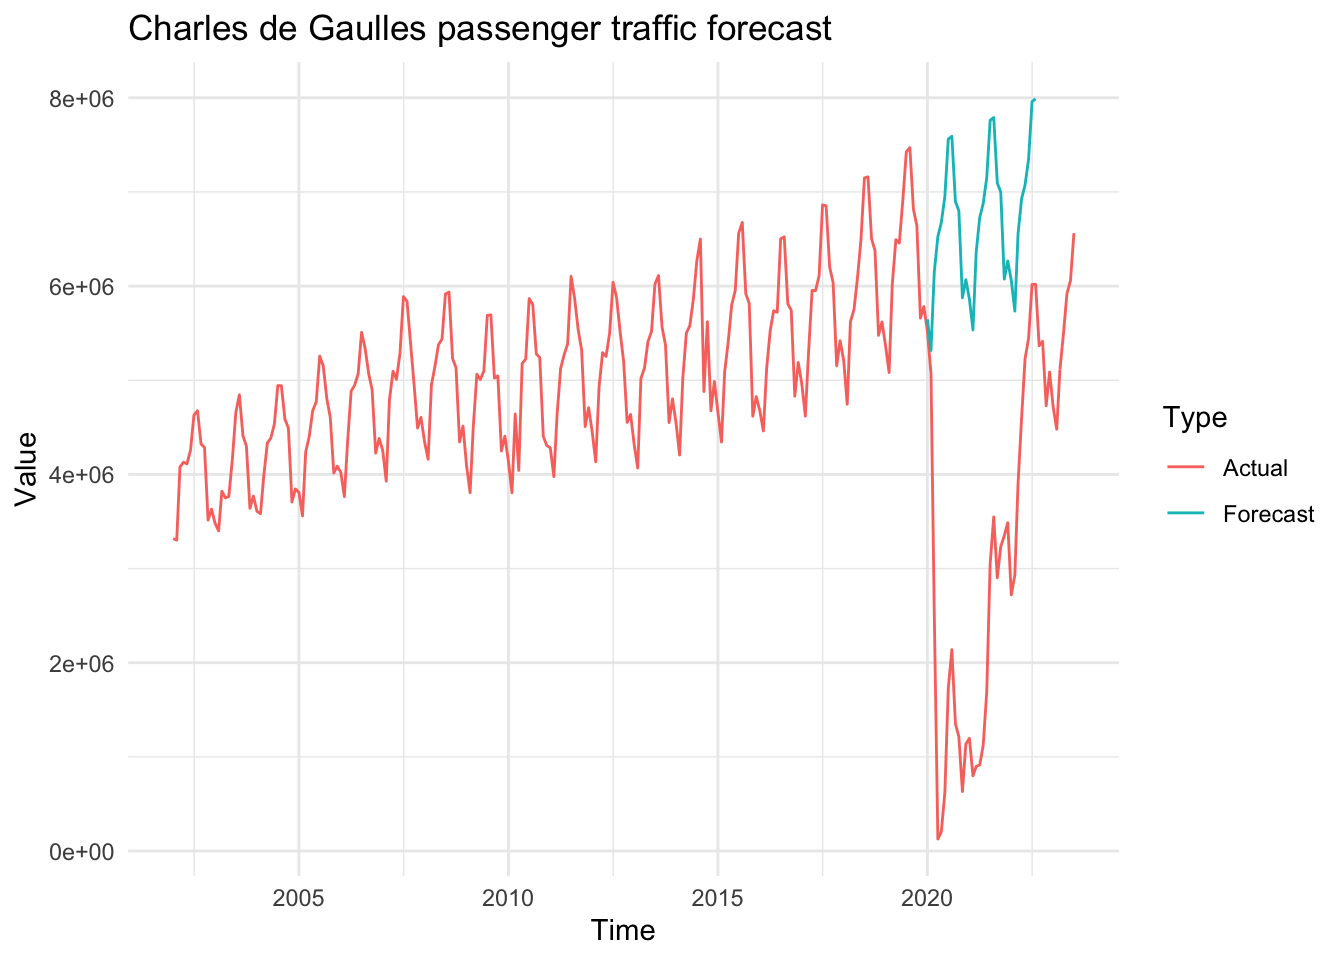 Charles de Gaulles passenger traffic forecast
8e+06
6e+06
4e+06
2e+06
0e+00
Value
2005 2010 2015 2020
Time
Type
Actual
Forecast